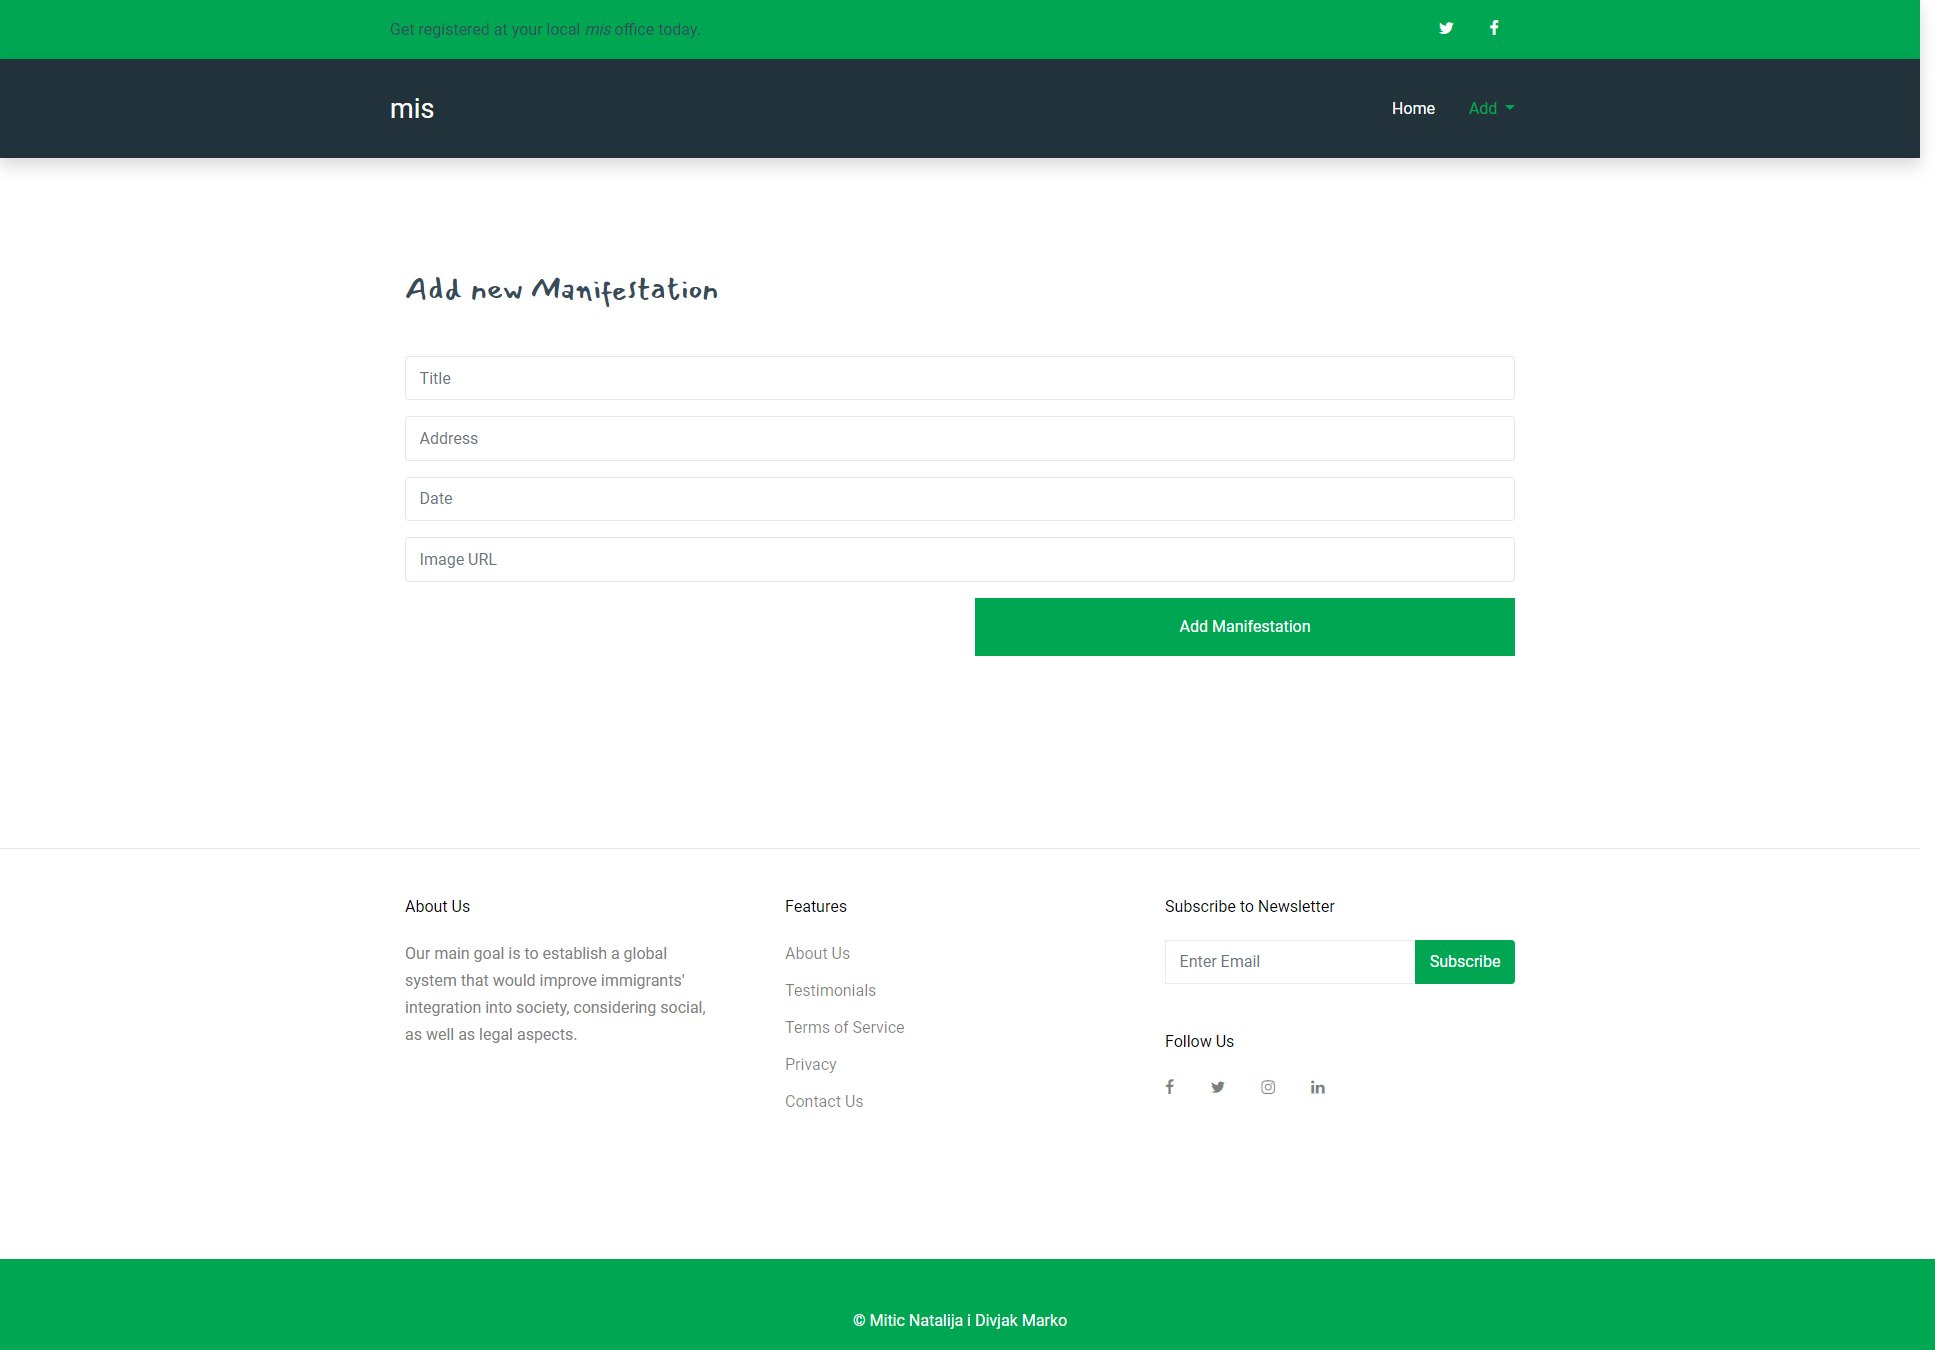 Get registered at your local mis office today.
mis
Home
Add
Add new Manifestation
Title
Address
Date
Image URL
Add Manifestation
About Us
Our main goal is to establish a global
system that would improve immigrants'
integration into society, considering social,
as well as legal aspects.
Features
About Us
Testimonials
Terms of Service
Privacy
Contact Us
Subscribe to Newsletter
Enter Email
Subscribe
Follow Us
© Mitic Natalija i Divjak Marko